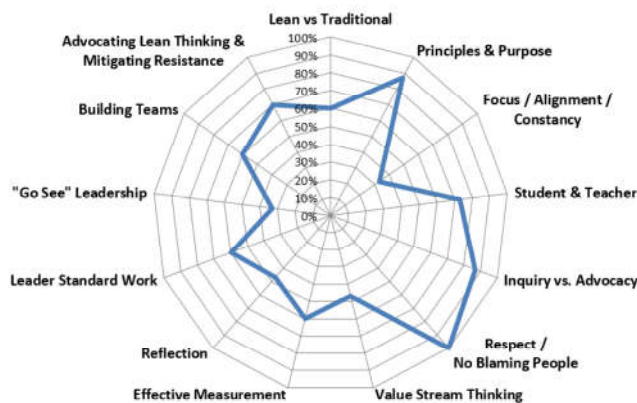 Lean vs Traditional
100%
90%
80%
70%
60%
50%
40%
30%
20%
10%
0%
Principles & Purpose
Focus / Alignment /
Constancy
Student & Teacher
Inquiry vs. Advocacy
Respect /
No Blaming People
Value Stream Thinking
Effective Measurement
Reflection
Leader Standard Work
"Go See" Leadership
Building Teams
Advocating Lean Thinking &
Mitigating Resistance